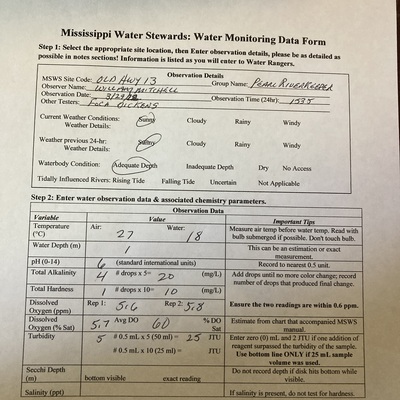 Mississippi Water Stewards: Water Monitoring Data Form
Step 1: Select the appropriate site location, then Enter observation details, please be as detailed as
possible in notes sections! Information is listed as you will enter to Water Rangers.
Observation Details
MSWS Site Code: OLD HWY 13 Group Name: PEARL RIVERKEEPER
Observer Name: WILLIAM MITCHELL
Observation Date: 3/23/22 Observation Time (24hr): 1535
Other Testers: DICKENS
Current Weather Conditions: Sunny Cloudy Rainy Windy
Weather Details:
Weather previous 24-hr: Sunny Cloudy Rainy Windy
Weather Details:
Waterbody Condition: Adequate Depth Inadequate Depth Dry No Access
Tidally Influenced Rivers: Rising Tide Falling Tide Uncertain Not Applicable
Step 2: Enter water observation data & associated chemistry parameters.
Observation Data
Variable Value Important Tips
Temperature (°C) Air: 27 Water: 18 Measure air temp before water temp. Read with
bulb submerged if possible. Don't touch bulb.
Water Depth (m) 1 This can be an estimation or exact
measurement.
pH (0-14) 6 (standard international units) Record to nearest 0.5 unit.
Total Alkalinity 4 # drops x 5= 20 (mg/L) Add drops until no more color change; record
number of drops that produced final change.
Total Hardness 1 # drops x 10= 10 (mg/L)
Dissolved Oxygen (ppm) Rep 1: 5.6 Rep 2: 5.8 Ensure the two readings are within 0.6 ppm.
Dissolved Oxygen (% Sat) 5.7 Avg DO 60 % DO Sat Estimate from chart that accompanied MSWS
manual.
Turbidity 5 # 0.5 mL x 5 (50 ml) = 25 JTU Enter zero (0) mL and 2 JTU if one addition of
reagent surpassed the turbidity of the sample.
# 0.5 mL x 10 (25 ml) = JTU Use bottom line ONLY if 25 mL sample
volume was used.
Secchi Depth (m) bottom visible exact reading Do not record depth if disk hits bottom while
visible.
Salinity (ppt) If salinity is present, do not test for hardness.